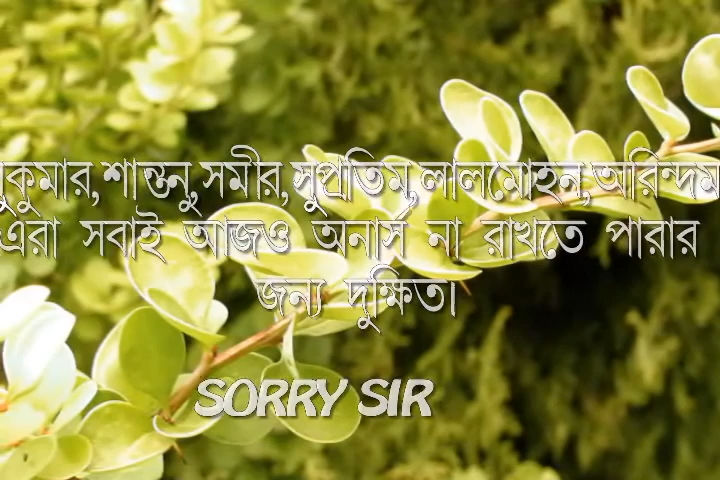 শান্তনু,সমীর,সুপ্রতিম,লালমোহন,অরিন্দম
এরা সবাই আজও অনার্স না রাখতে পারার
জন্য দুঃক্ষিত।
SORRY SIR